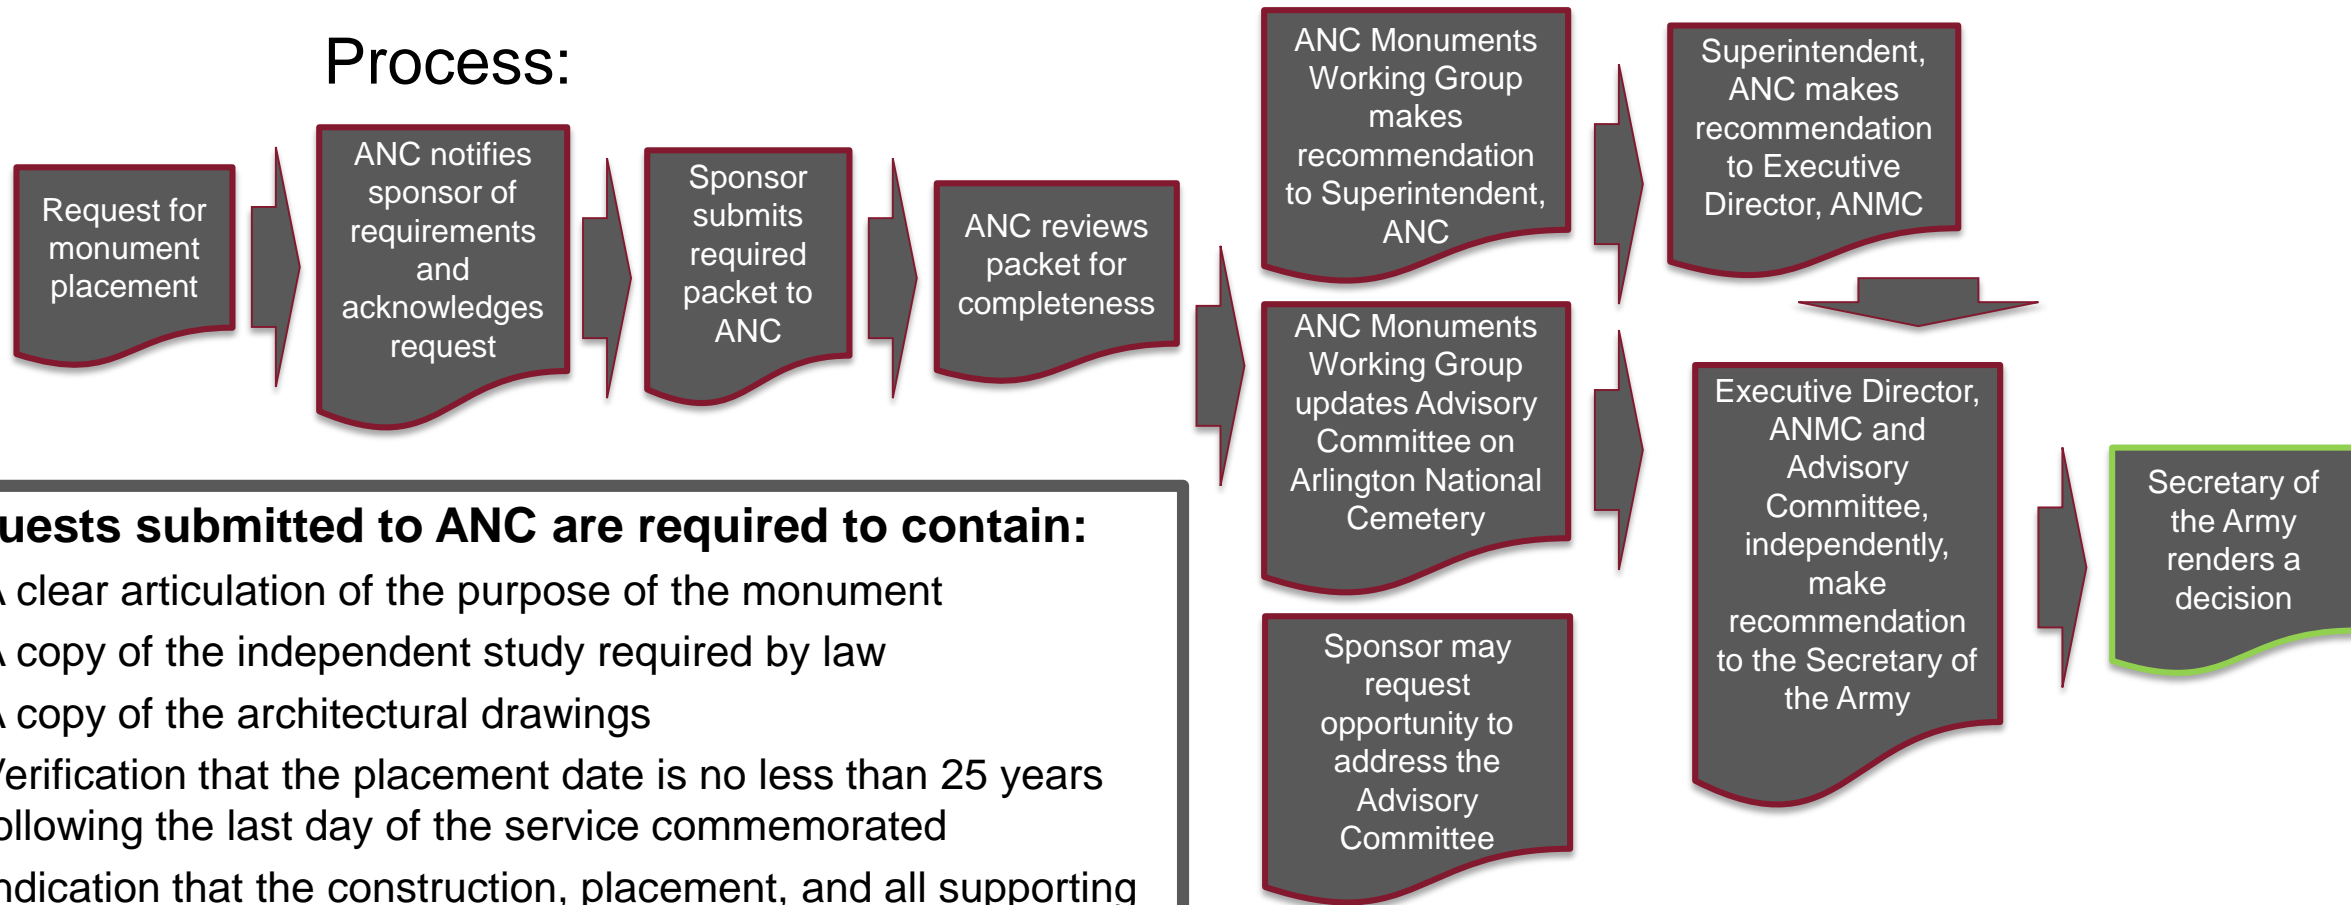 Process:
Request for
monument
placement
ANC notifies
sponsor of
requirements
and
acknowledges
request
Sponsor
submits
required
packet to
ANC
ANC reviews
packet for
completeness
ANC Monuments
Working Group
makes
recommendation
to Superintendent,
ANC
Superintendent,
ANC makes
recommendation
to Executive
Director, ANMC
ANC Monuments
Working Group
updates Advisory
Committee on
Arlington National
Cemetery
Sponsor may
request
opportunity to
address the
Advisory
Committee
Executive Director,
ANMC and
Advisory
Committee,
independently,
make
recommendation
to the Secretary of
the Army
Secretary of
the Army
renders a
decision
uests submitted to ANC are required to contain:
A clear articulation of the purpose of the monument
A copy of the independent study required by law
A copy of the architectural drawings
Verification that the placement date is no less than 25 years
ollowing the last day of the service commemorated
ndication that the construction, placement, and all supporting